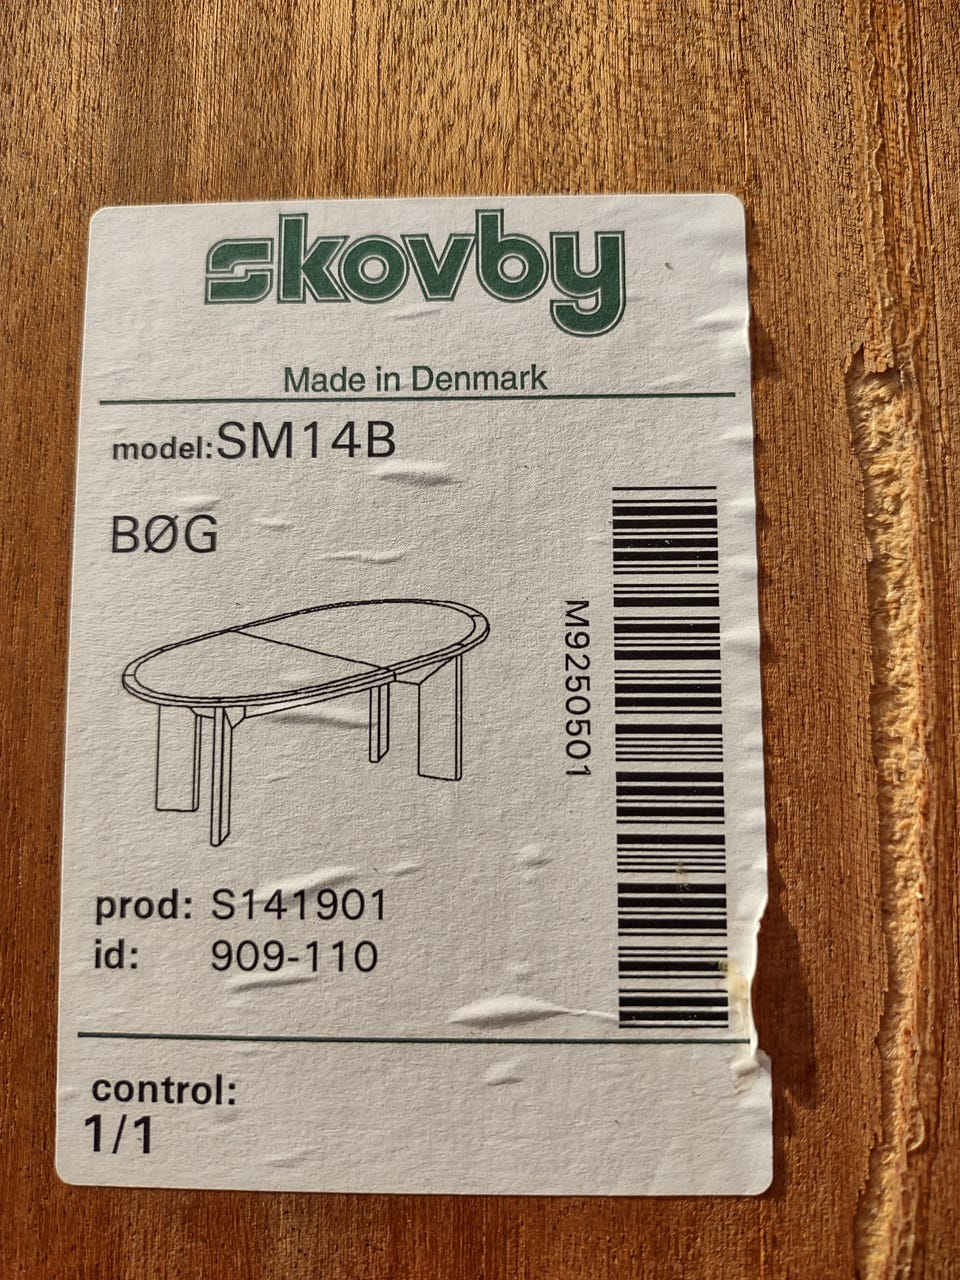 skovby
Made in Denmark
model:SM14B
BØG
M9250501
prod: S141901
id: 909-110
control:
1/1